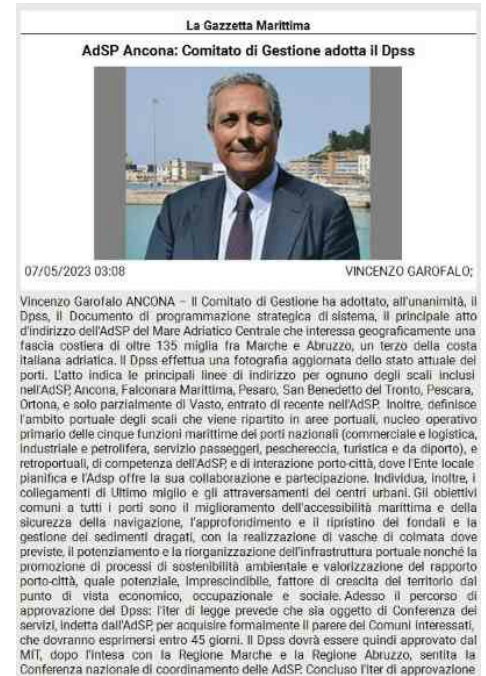 La Gazzetta Marittima
AdSP Ancona: Comitato di Gestione adotta il Dpss
07/05/2023 03:08 VINCENZO GAROFALO;
Vincenzo Garofalo ANCONA – Il Comitato di Gestione ha adottato, all'unanimità, il
Dpss, il Documento di programmazione strategica di sistema, il principale atto
d'indirizzo dell'AdSP del Mare Adriatico Centrale che interessa geograficamente una
fascia costiera di oltre 135 miglia fra Marche e Abruzzo, un terzo della costa
italiana adriatica. Il Dpss effettua una fotografia aggiornata dello stato attuale dei
porti. L'atto indica le principali linee di indirizzo per ognuno degli scali inclusi
nell'AdSP, Ancona, Falconara Marittima, Pesaro, San Benedetto del Tronto, Pescara,
Ortona, e solo parzialmente di Vasto, entrato di recente nell'AdSP. Inoltre, definisce
l'ambito portuale degli scali che viene ripartito in aree portuali, nucleo operativo
primario delle cinque funzioni marittime dei porti nazionali (commerciale e logistica,
industriale e petrolifera, servizio passeggeri, peschereccia, turistica e da diporto), e
retroportuali, di competenza dell'AdSP, e di interazione porto-città, dove l'Ente locale
pianifica e l'Adsp offre la sua collaborazione e partecipazione. Individua, inoltre, i
collegamenti di Ultimo miglio e gli attraversamenti dei centri urbani. Gli obiettivi
comuni a tutti i porti sono il miglioramento dell'accessibilità marittima e della
sicurezza della navigazione, l'approfondimento e il ripristino dei fondali e la
gestione dei sedimenti dragati, con la realizzazione di vasche di colmata dove
previste, il potenziamento e la riorganizzazione dell'infrastruttura portuale nonché la
promozione di processi di sostenibilità ambientale e valorizzazione del rapporto
porto-città, quale potenziale, imprescindibile, fattore di crescita del territorio dal
punto di vista economico, occupazionale e sociale. Adesso il percorso di
approvazione del Dpss: l'iter di legge prevede che sia oggetto di Conferenza dei
servizi, indetta dall'AdSP, per acquisire formalmente il parere dei Comuni interessati,
che dovranno esprimersi entro 45 giorni. Il Dpss dovrà essere quindi approvato dal
MIT, dopo l'intesa con la Regione Marche e la Regione Abruzzo, sentita la
Conferenza nazionale di coordinamento delle AdSP. Concluso l'iter di approvazione